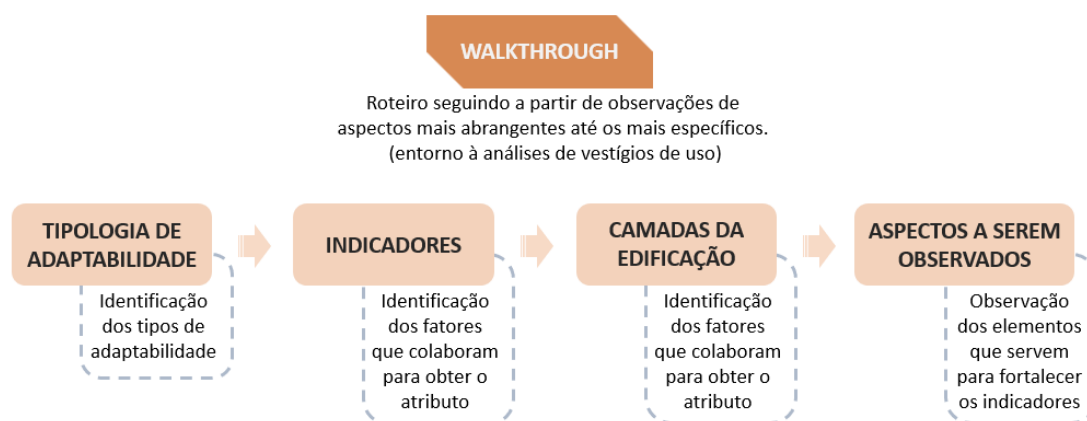 WALKTHROUGH
Roteiro seguindo a partir de observações de
aspectos mais abrangentes até os mais específicos.
(entorno à análises de vestígios de uso)
TIPOLOGIA DE
ADAPTABILIDADE
Identificação
dos tipos de
adaptabilidade
INDICADORES
Identificação
dos fatores
que colaboram
para obter o
atributo
CAMADAS DA
EDIFICAÇÃO
Identificação
dos fatores
que colaboram
para obter o
atributo
ASPECTOS A SEREM
OBSERVADOS
Observação
dos elementos
que servem
para fortalecer
os indicadores